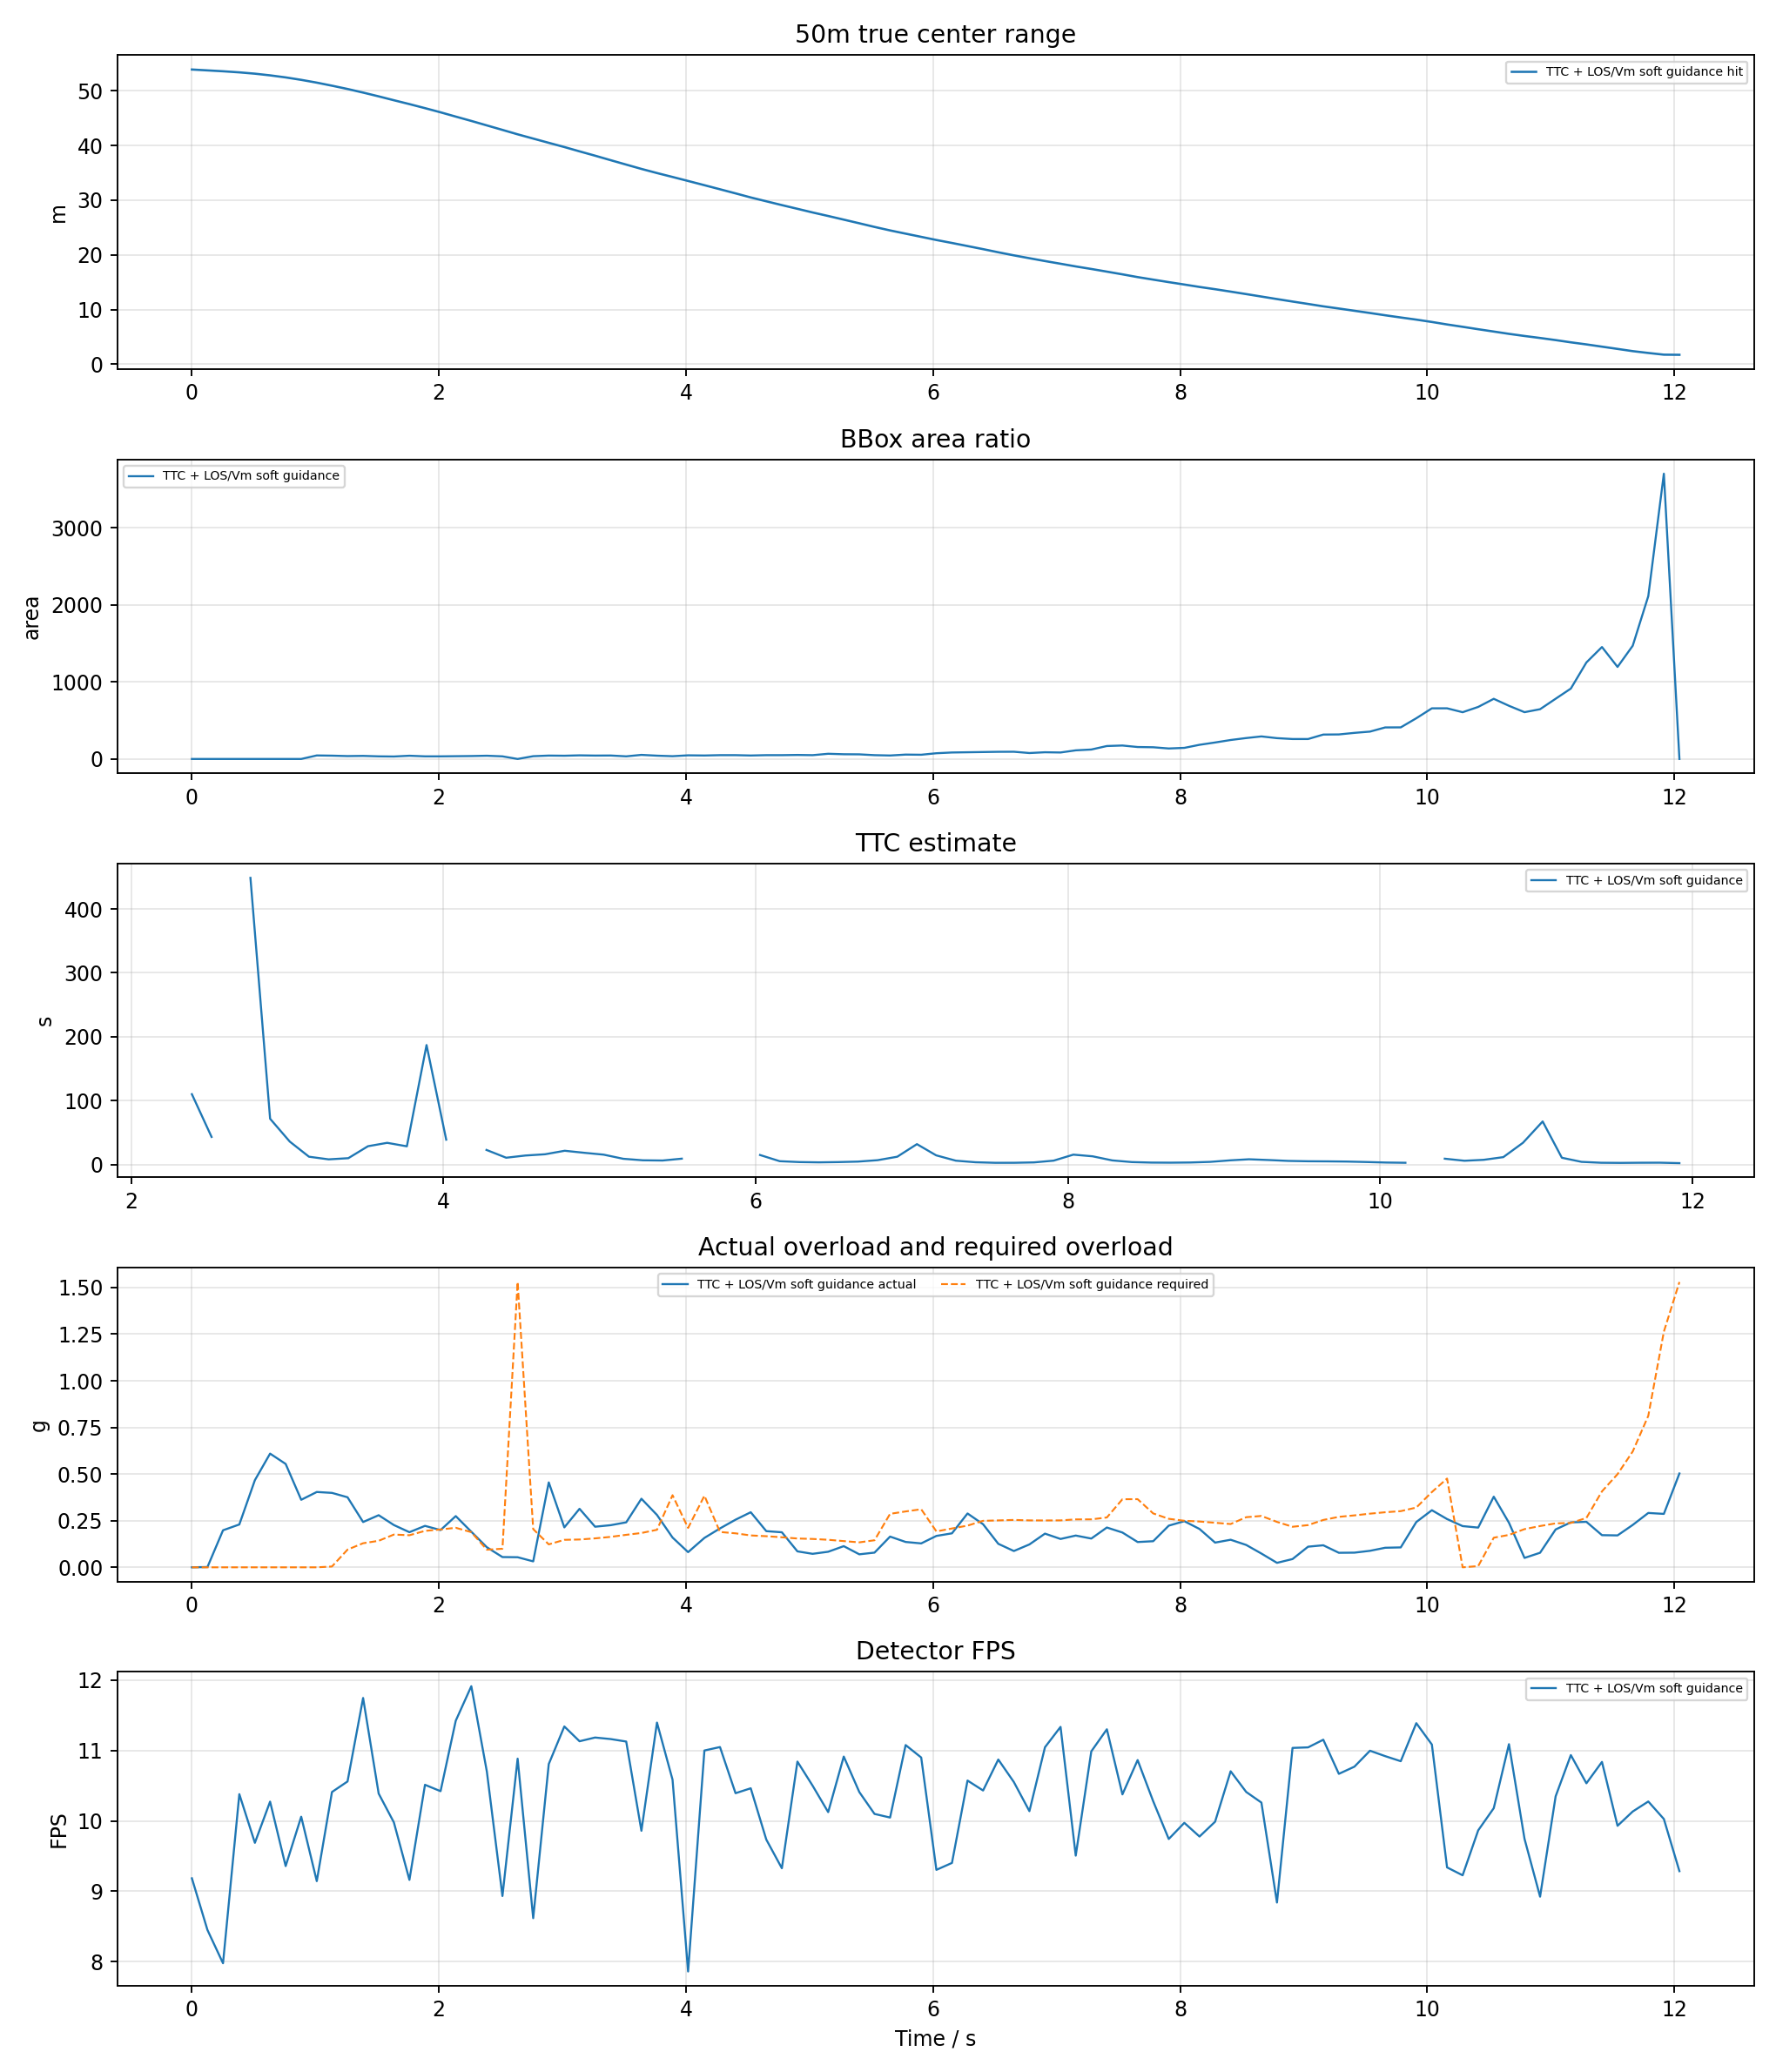 50m true center range
TTC + LOS/Vm soft guidance hit
50
40
30
20
10
0
m
0 2 4 6 8 10 12
BBox area ratio
TTC + LOS/Vm soft guidance
3000
2000
1000
0
area
0 2 4 6 8 10 12
TTC estimate
TTC + LOS/Vm soft guidance
400
300
200
100
0
s
2 4 6 8 10 12
Actual overload and required overload
TTC + LOS/Vm soft guidance actual TTC + LOS/Vm soft guidance required
1.50
1.25
1.00
0.75
0.50
0.25
0.00
g
0 2 4 6 8 10 12
Detector FPS
TTC + LOS/Vm soft guidance
12
11
10
9
8
FPS
0 2 4 6 8 10 12
Time / s